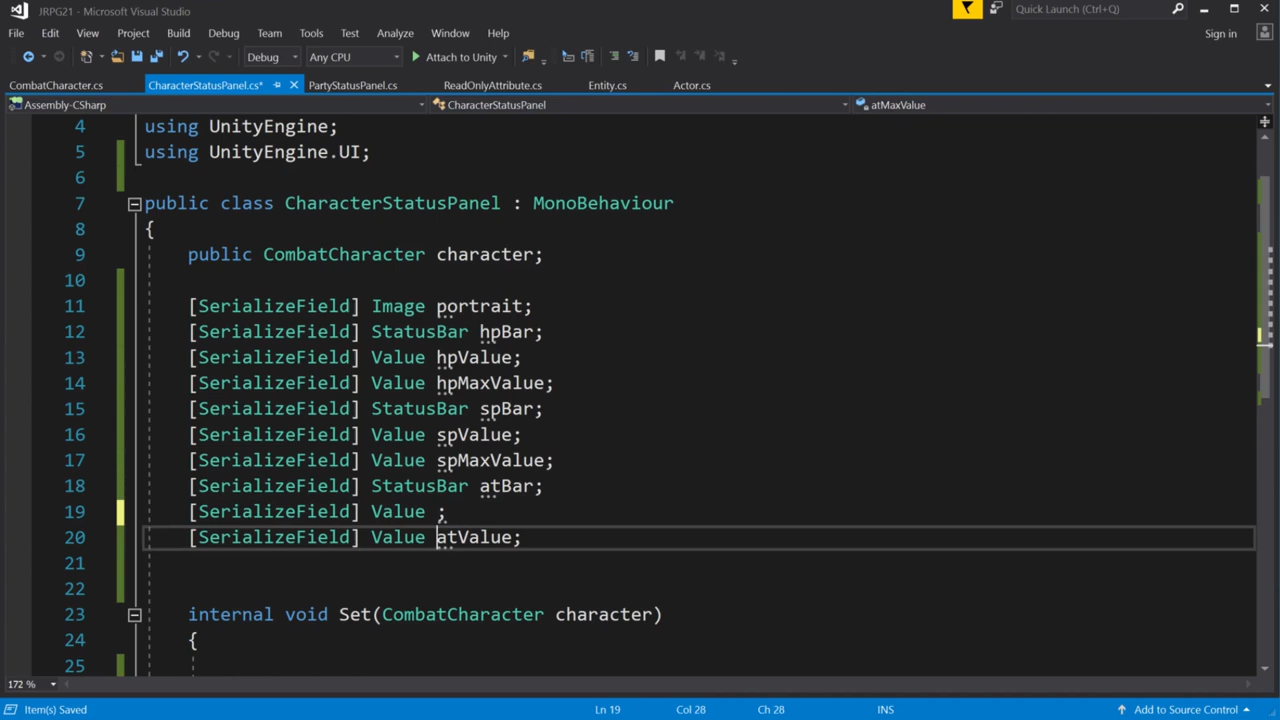 JRPG21 - Microsoft Visual Studio
Quick Launch (Ctrl+Q)
File Edit View Project Build Debug Team Tools Test Analyze Window Help
Sign in
Debug Any CPU Attach to Unity
CombatCharacter.cs CharacterStatusPanel.cs* PartyStatusPanel.cs ReadOnlyAttribute.cs Entity.cs Actor.cs
Assembly-CSharp CharacterStatusPanel atMaxValue
4 using UnityEngine;
5 using UnityEngine.UI;
6
7 public class CharacterStatusPanel : MonoBehaviour
8 {
9 public CombatCharacter character;
10
11 [SerializeField] Image portrait;
12 [SerializeField] StatusBar hpBar;
13 [SerializeField] Value hpValue;
14 [SerializeField] Value hpMaxValue;
15 [SerializeField] StatusBar spBar;
16 [SerializeField] Value spValue;
17 [SerializeField] Value spMaxValue;
18 [SerializeField] StatusBar atBar;
19 [SerializeField] Value ;
20 [SerializeField] Value atValue;
21
22
23 internal void Set(CombatCharacter character)
24 {
25
172 %
Item(s) Saved Ln 19 Col 28 Ch 28 INS Add to Source Control